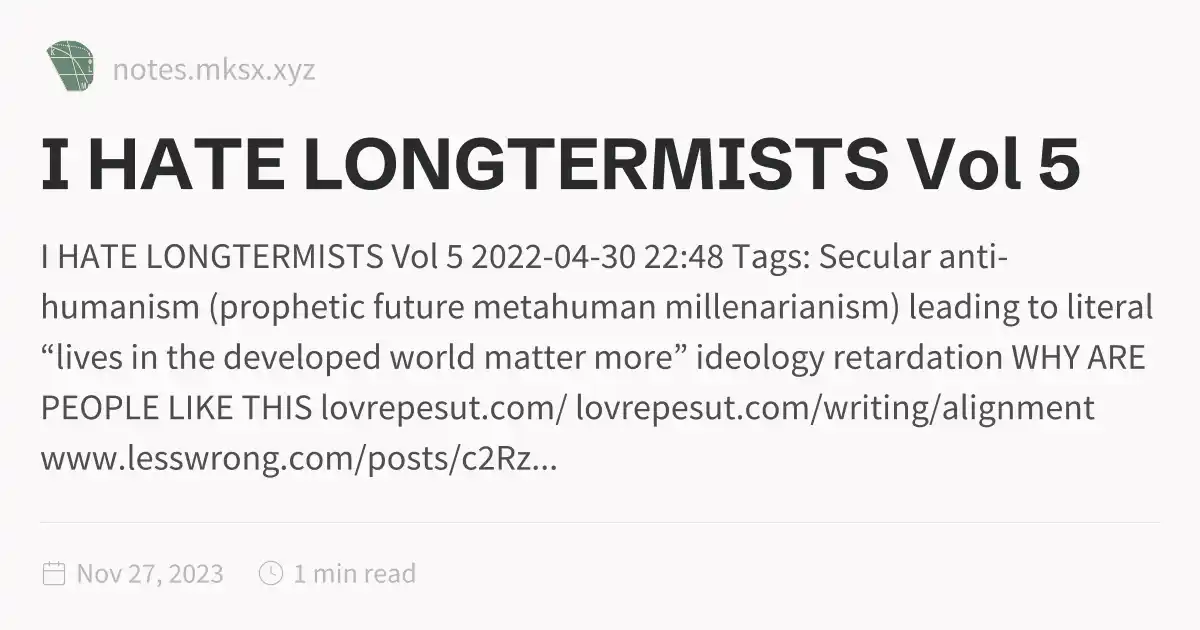 notes.mksx.xyz
I HATE LONGTERMISTS Vol 5
I HATE LONGTERMISTS Vol 5 2022-04-30 22:48 Tags: Secular anti-
humanism (prophetic future metahuman millenarianism) leading to literal
“lives in the developed world matter more” ideology retardation WHY ARE
PEOPLE LIKE THIS lovrepesut.com/ lovrepesut.com/writing/alignment
www.lesswrong.com/posts/c2Rz...
Nov 27, 2023 1 min read